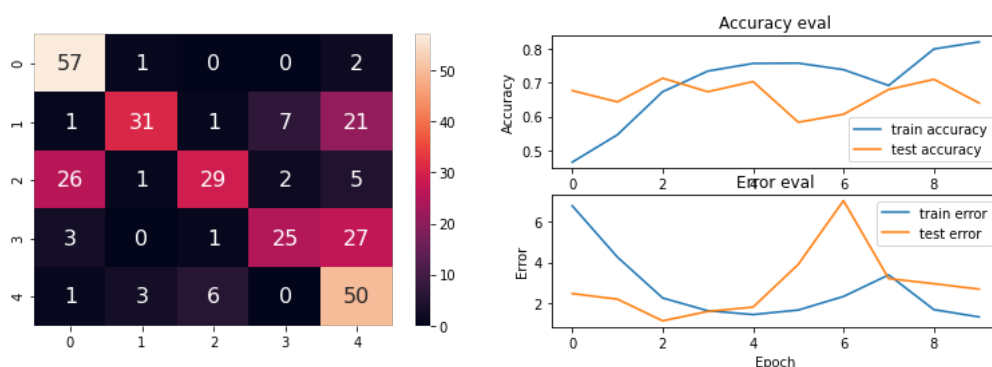 0 57 1 0 0 2
1 1 31 1 7 21
2 26 1 29 2 5
3 3 0 1 25 27
4 1 3 6 0 50
0 1 2 3 4
50
40
30
20
10
0
Accuracy eval
Accuracy
0.8
0.7
0.6
0.5
train accuracy
test accuracy
0 2 4 6 8
Error eval
Error
6
4
2
train error
test error
0 2 4 6 8
Epoch